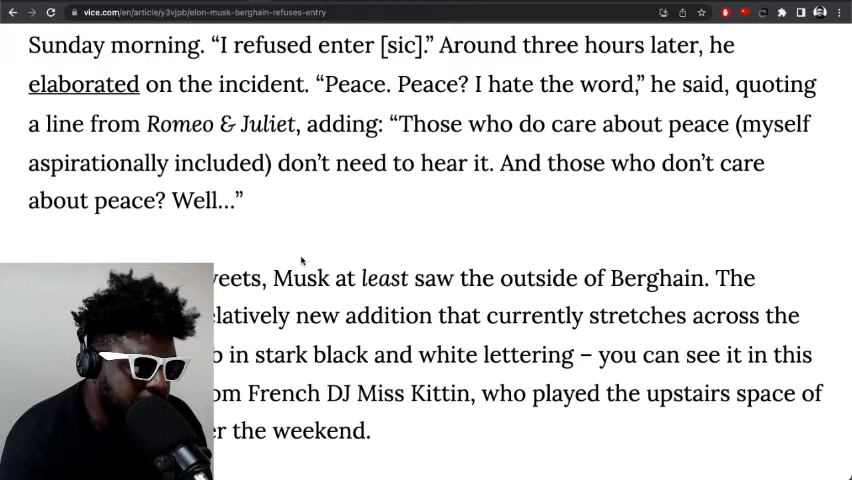 vice.com/en/article/y3vjpb/elon-musk-berghain-refuses-entry
Sunday morning. “I refused enter [sic].” Around three hours later, he
elaborated on the incident. “Peace. Peace? I hate the word,” he said, quoting
a line from Romeo & Juliet, adding: “Those who do care about peace (myself
aspirationally included) don’t need to hear it. And those who don’t care
about peace? Well…”
Musk at least saw the outside of Berghain. The
new addition that currently stretches across the
in stark black and white lettering – you can see it in this
French DJ Miss Kittin, who played the upstairs space of
the weekend.